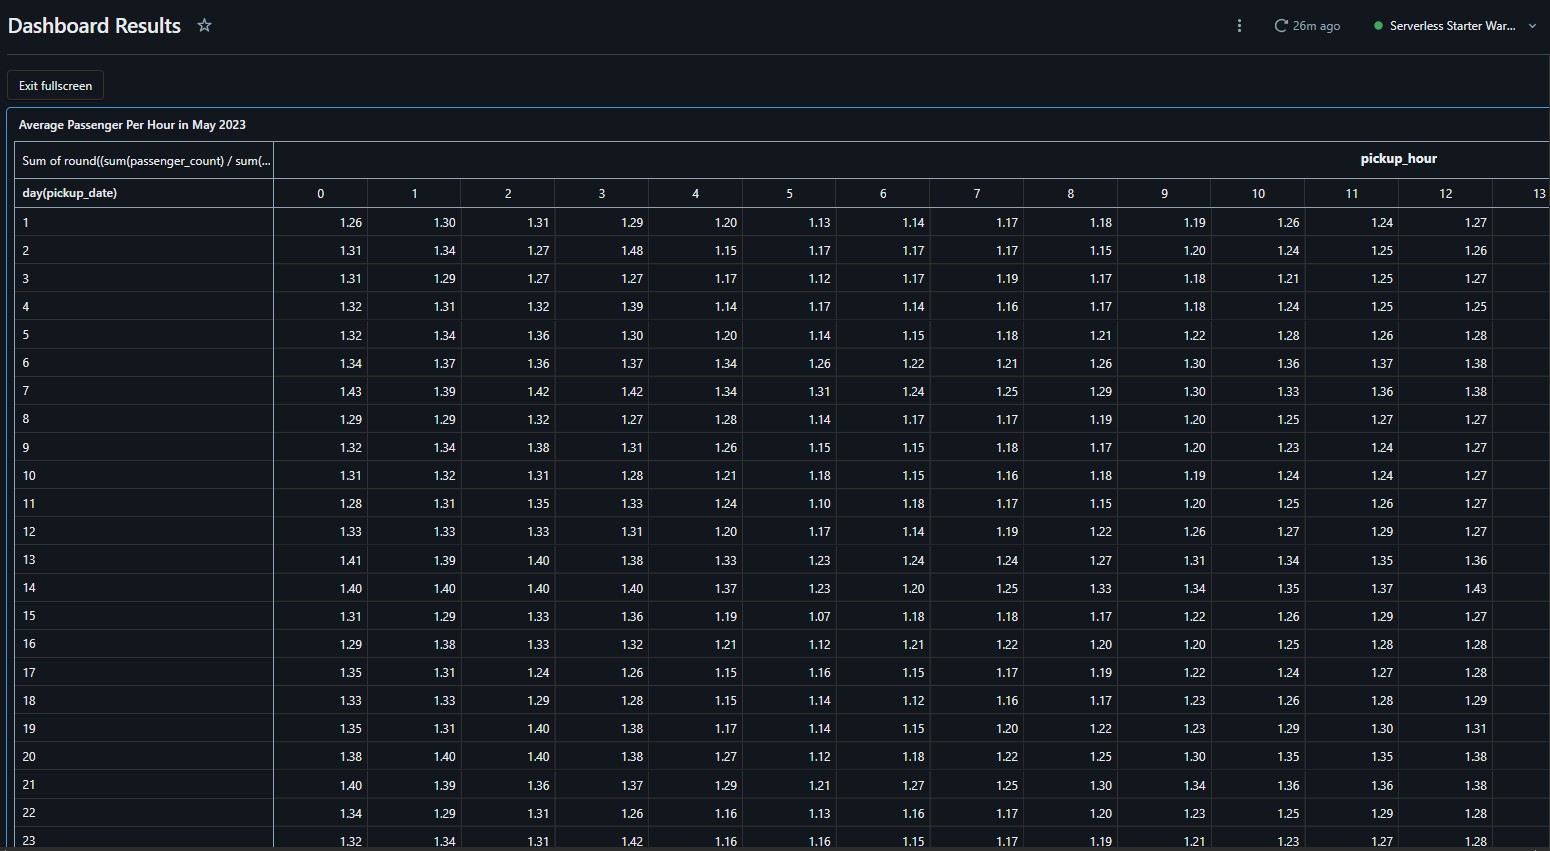 Dashboard Results
26m ago
Serverless Starter War...
Exit fullscreen
Average Passenger Per Hour in May 2023
Sum of round((sum(passenger_count) / sum(...
pickup_hour
day(pickup_date) 0 1 2 3 4 5 6 7 8 9 10 11 12 13
1 1.26 1.30 1.31 1.29 1.20 1.13 1.14 1.17 1.18 1.19 1.26 1.24 1.27
2 1.31 1.34 1.27 1.48 1.15 1.17 1.17 1.17 1.15 1.20 1.24 1.25 1.26
3 1.31 1.29 1.27 1.27 1.17 1.12 1.17 1.19 1.17 1.18 1.21 1.25 1.27
4 1.32 1.31 1.32 1.39 1.14 1.17 1.14 1.16 1.17 1.18 1.24 1.25 1.25
5 1.32 1.34 1.36 1.30 1.20 1.14 1.15 1.18 1.21 1.22 1.28 1.26 1.28
6 1.34 1.37 1.36 1.37 1.34 1.26 1.22 1.21 1.26 1.30 1.36 1.37 1.38
7 1.43 1.39 1.42 1.42 1.34 1.31 1.24 1.25 1.29 1.30 1.33 1.36 1.38
8 1.29 1.29 1.32 1.27 1.28 1.14 1.17 1.17 1.19 1.20 1.25 1.27 1.27
9 1.32 1.34 1.38 1.31 1.26 1.15 1.15 1.18 1.17 1.20 1.23 1.24 1.27
10 1.31 1.32 1.31 1.28 1.21 1.18 1.15 1.16 1.18 1.19 1.24 1.24 1.27
11 1.28 1.31 1.35 1.33 1.24 1.10 1.18 1.17 1.15 1.20 1.25 1.26 1.27
12 1.33 1.33 1.33 1.31 1.20 1.17 1.14 1.19 1.22 1.26 1.27 1.29 1.27
13 1.41 1.39 1.40 1.38 1.33 1.23 1.24 1.24 1.27 1.31 1.34 1.35 1.36
14 1.40 1.40 1.40 1.40 1.37 1.23 1.20 1.25 1.33 1.34 1.35 1.37 1.43
15 1.31 1.29 1.33 1.36 1.19 1.07 1.18 1.18 1.17 1.22 1.26 1.29 1.27
16 1.29 1.38 1.33 1.32 1.21 1.12 1.21 1.22 1.20 1.20 1.25 1.28 1.28
17 1.35 1.31 1.24 1.26 1.15 1.16 1.15 1.17 1.19 1.22 1.24 1.27 1.28
18 1.33 1.33 1.29 1.28 1.15 1.14 1.12 1.16 1.17 1.23 1.26 1.28 1.29
19 1.35 1.31 1.40 1.38 1.17 1.14 1.15 1.20 1.22 1.23 1.29 1.30 1.31
20 1.38 1.40 1.40 1.38 1.27 1.12 1.18 1.22 1.25 1.30 1.35 1.35 1.38
21 1.40 1.39 1.36 1.37 1.29 1.21 1.27 1.25 1.30 1.34 1.36 1.36 1.38
22 1.34 1.29 1.31 1.26 1.16 1.13 1.16 1.17 1.20 1.23 1.25 1.29 1.28
23 1.32 1.34 1.31 1.42 1.16 1.16 1.15 1.17 1.19 1.21 1.23 1.27 1.28